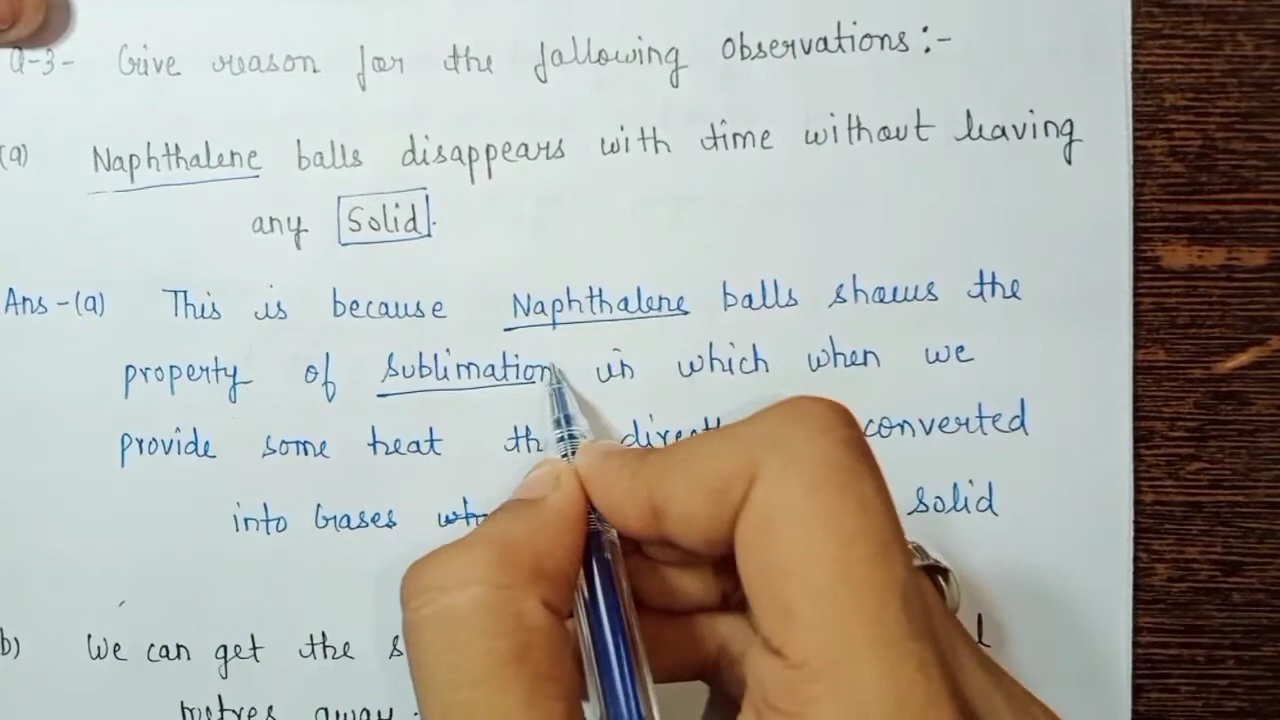 Q-3- Give reason for the following observations :-
(a) Naphthalene balls disappears with time without leaving
any Solid.
Ans-(a) This is because Naphthalene balls shows the
property of sublimation in which when we
provide some heat converted
into Gases solid
b) We can get the
metres away.